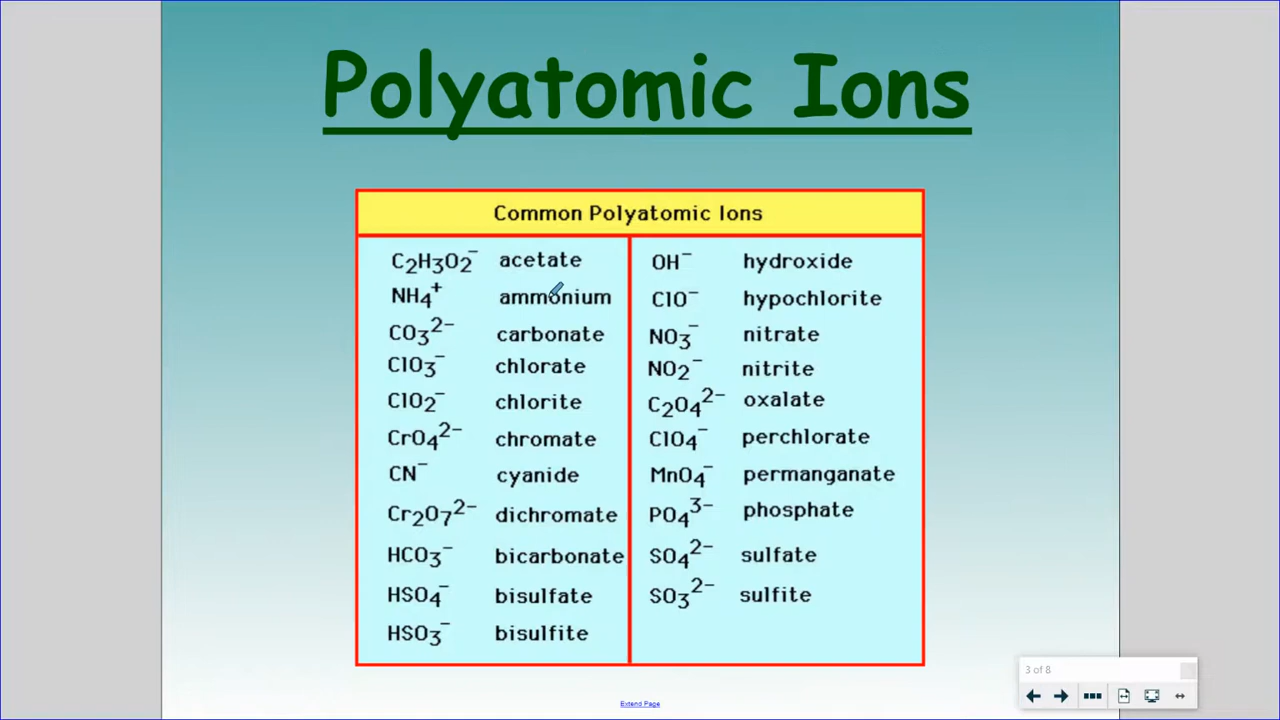 Polyatomic Ions
Common Polyatomic Ions
C₂H₃O₂⁻ acetate
NH₄⁺ ammonium
CO₃²⁻ carbonate
ClO₃⁻ chlorate
ClO₂⁻ chlorite
CrO₄²⁻ chromate
CN⁻ cyanide
Cr₂O₇²⁻ dichromate
HCO₃⁻ bicarbonate
HSO₄⁻ bisulfate
HSO₃⁻ bisulfite
OH⁻ hydroxide
ClO⁻ hypochlorite
NO₃⁻ nitrate
NO₂⁻ nitrite
C₂O₄²⁻ oxalate
ClO₄⁻ perchlorate
MnO₄⁻ permanganate
PO₄³⁻ phosphate
SO₄²⁻ sulfate
SO₃²⁻ sulfite
3 of 8
Extend Page